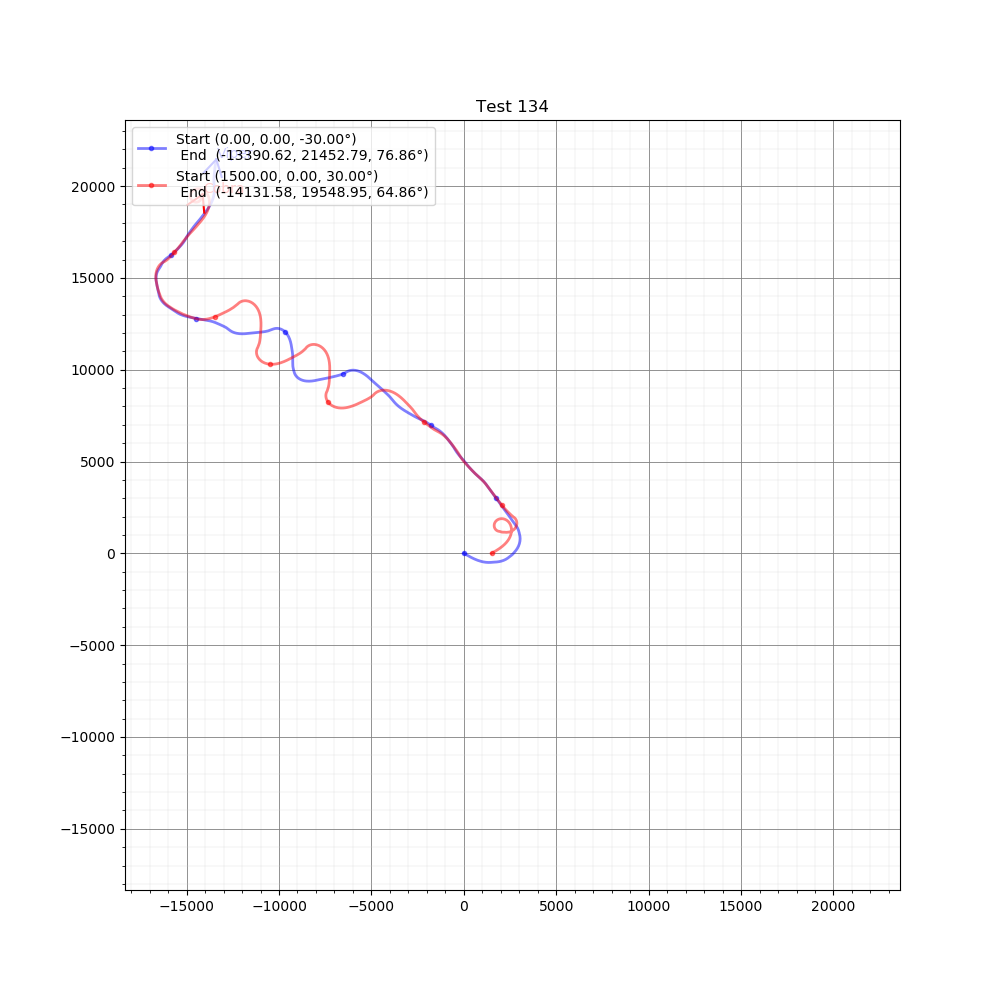 Test 134
Start (0.00, 0.00, -30.00°)
End (-13390.62, 21452.79, 76.86°)
Start (1500.00, 0.00, 30.00°)
End (-14131.58, 19548.95, 64.86°)
20000
15000
10000
5000
0
−5000
−10000
−15000
−15000 −10000 −5000 0 5000 10000 15000 20000